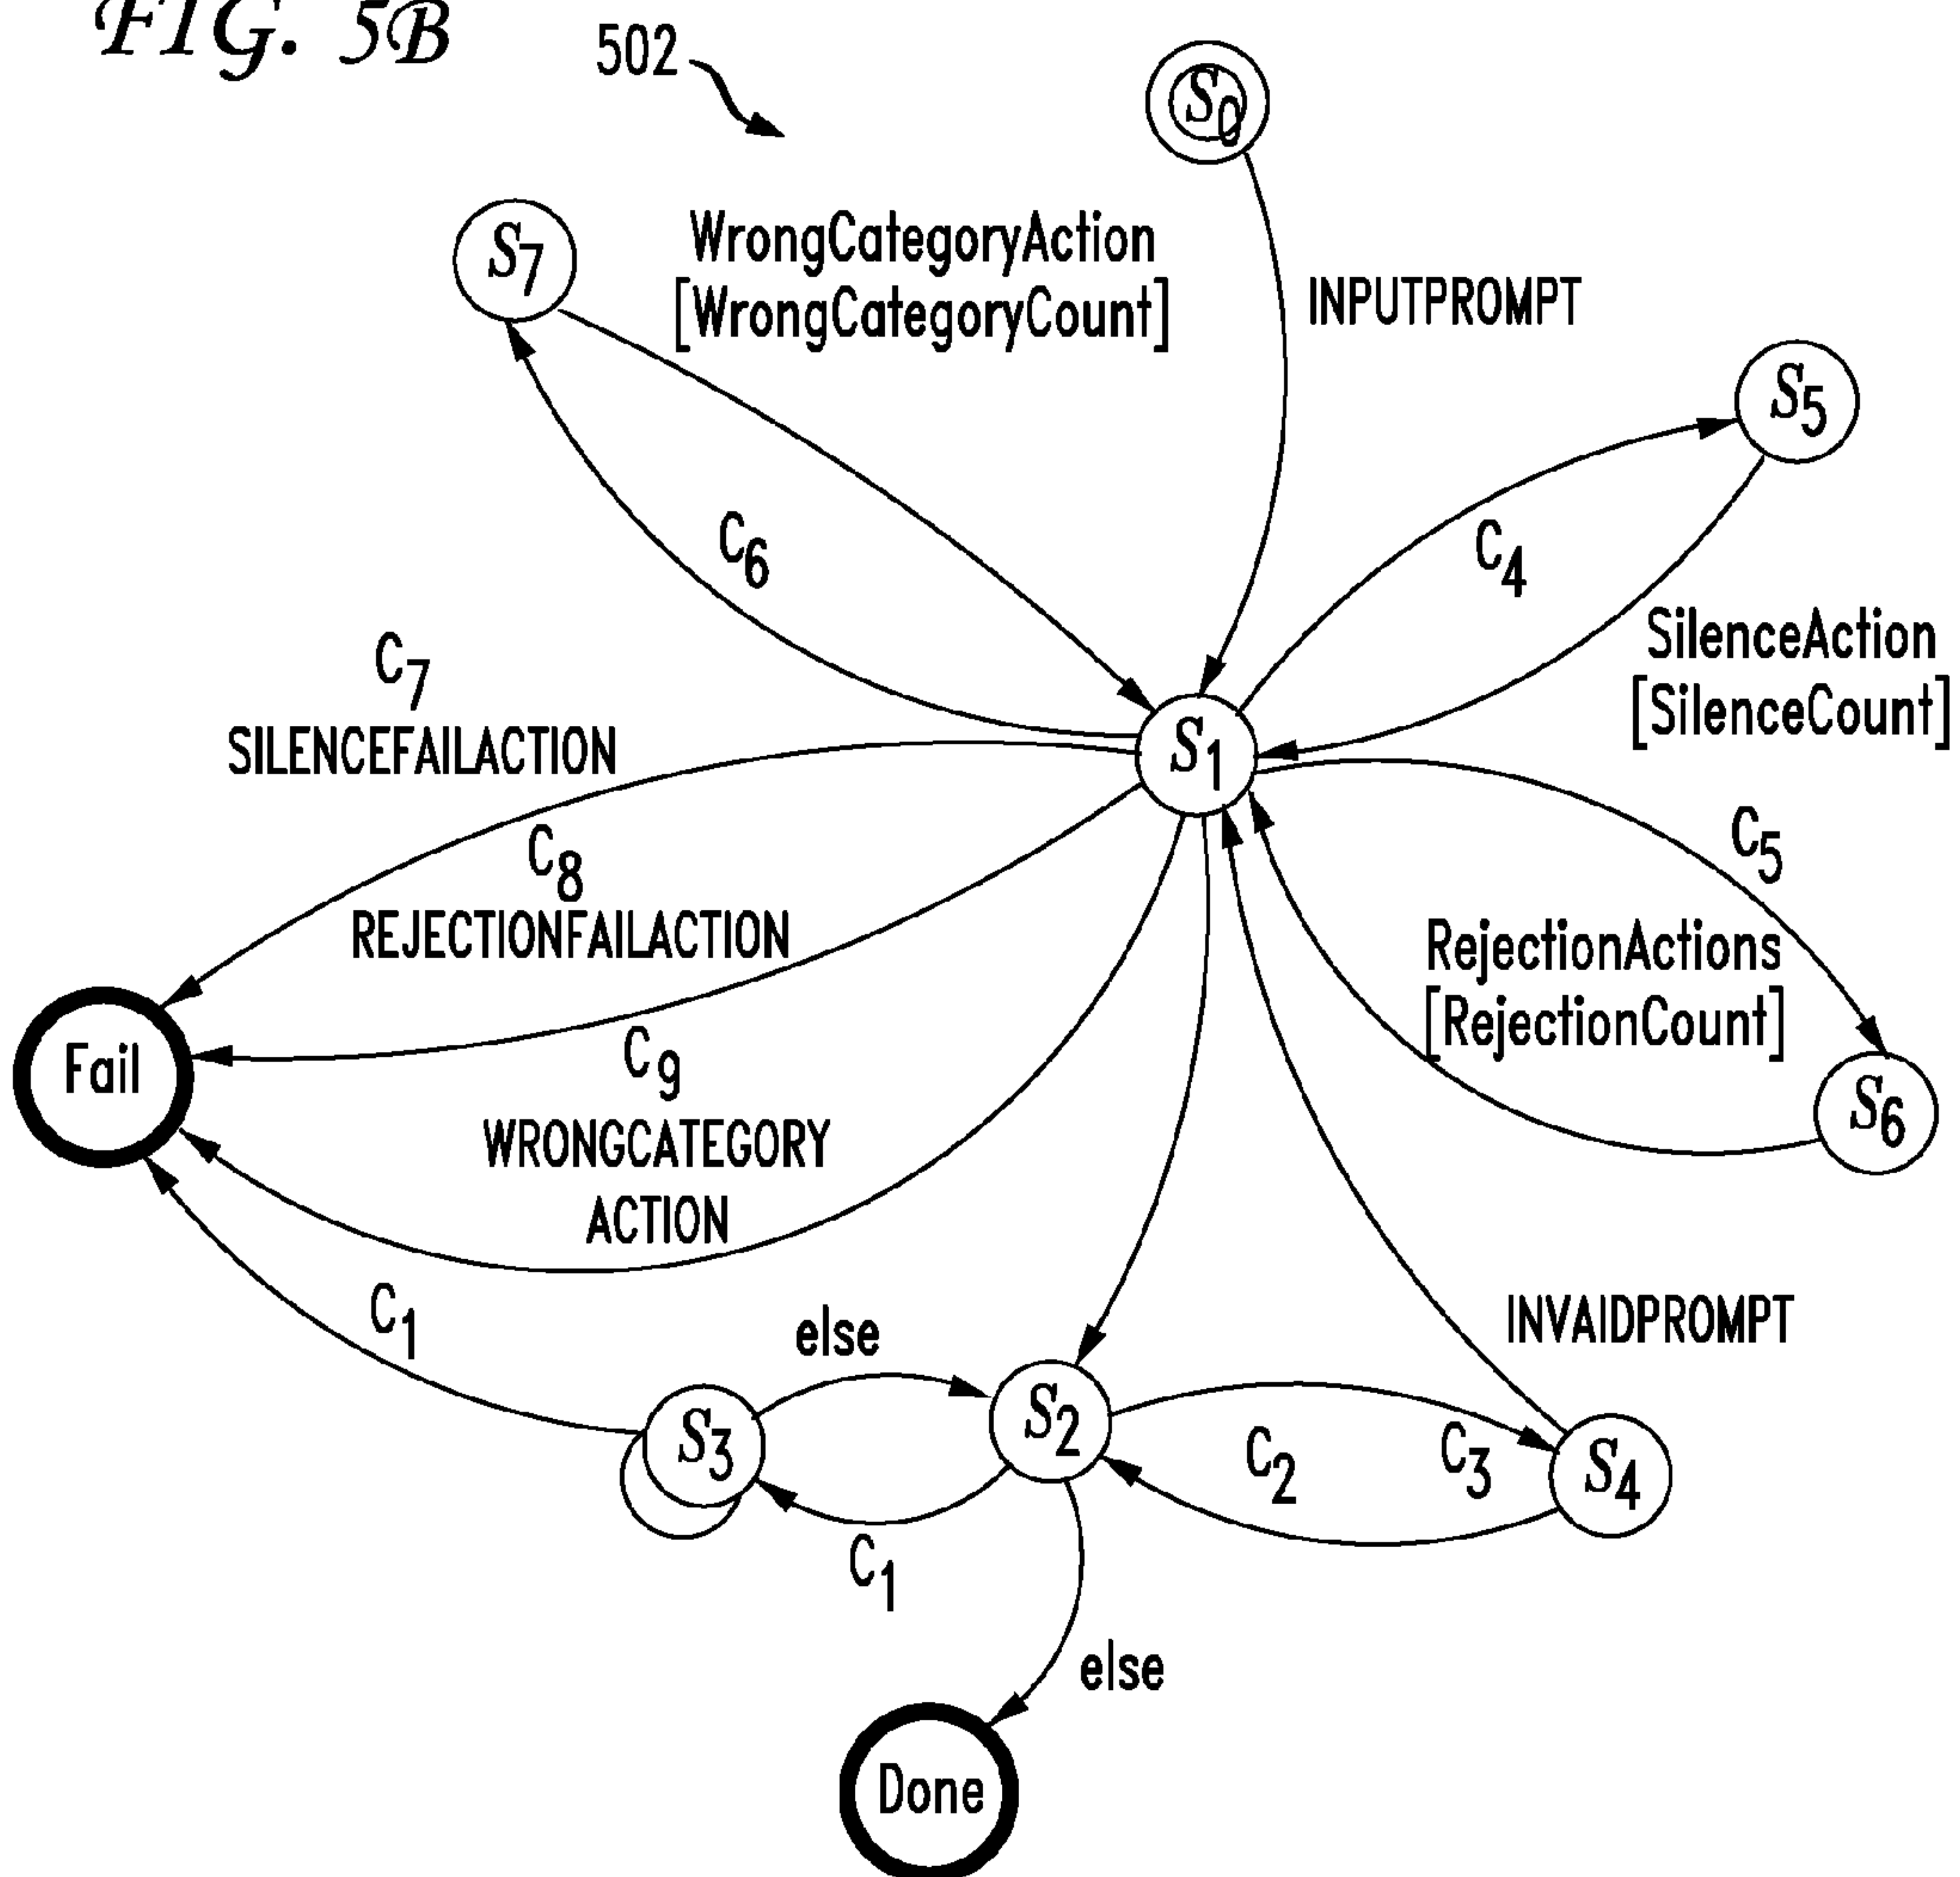 FIG. 5B
502
S0
S7
WrongCategoryAction
[WrongCategoryCount]
INPUTPROMPT
S5
C6
C4
SilenceAction
[SilenceCount]
C7
SILENCEFAILACTION
S1
C5
C8
REJECTIONFAILACTION
RejectionActions
[RejectionCount]
Fail
C9
WRONGCATEGORY
ACTION
S6
C1
else
INVAIDPROMPT
S3
S2
C2
C3
S4
C1
else
Done